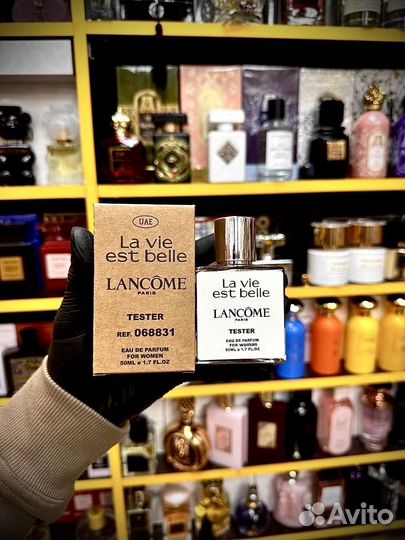 UAE
La vie
est belle
LANCÔME
PARIS
TESTER
REF. 068831
EAU DE PARFUM
FOR WOMEN
50ML e 1.7 FL.OZ
La vie
est belle
LANCÔME
PARIS
TESTER
EAU DE PARFUM
FOR WOMAN
50ML e 1.7 FL.OZ
Avito